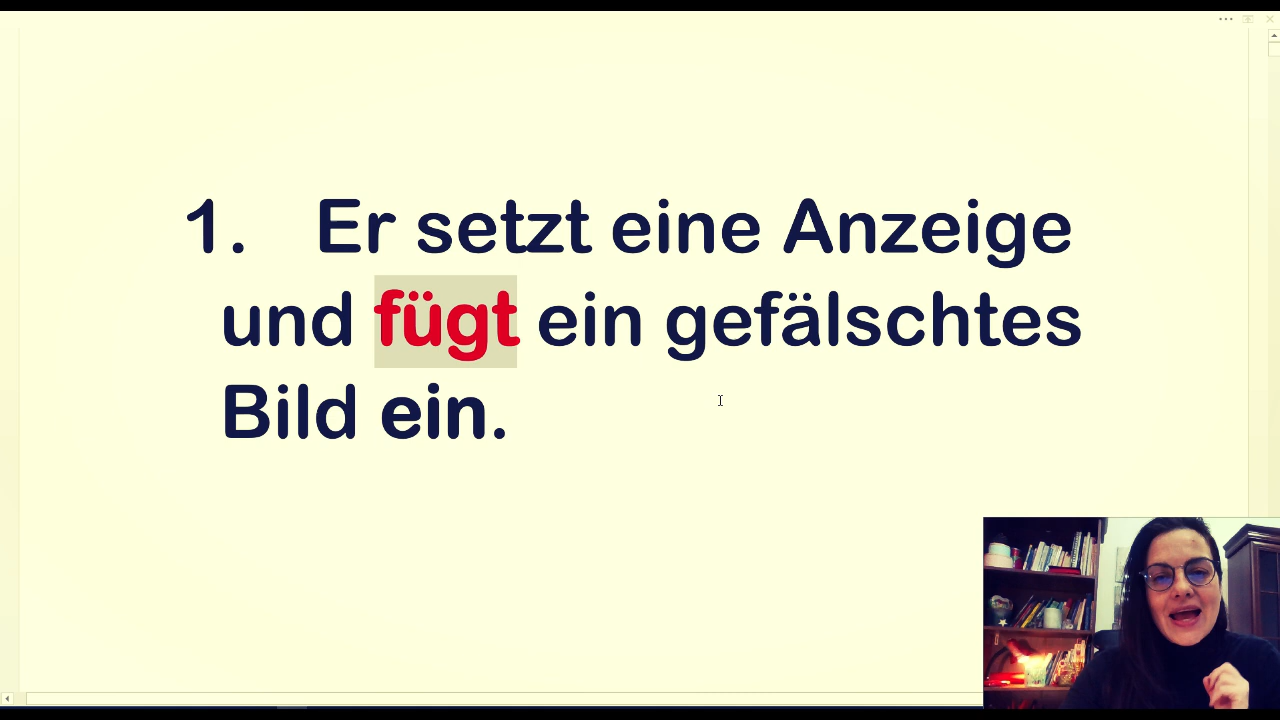 1. Er setzt eine Anzeige
und fügt ein gefälschtes
Bild ein.